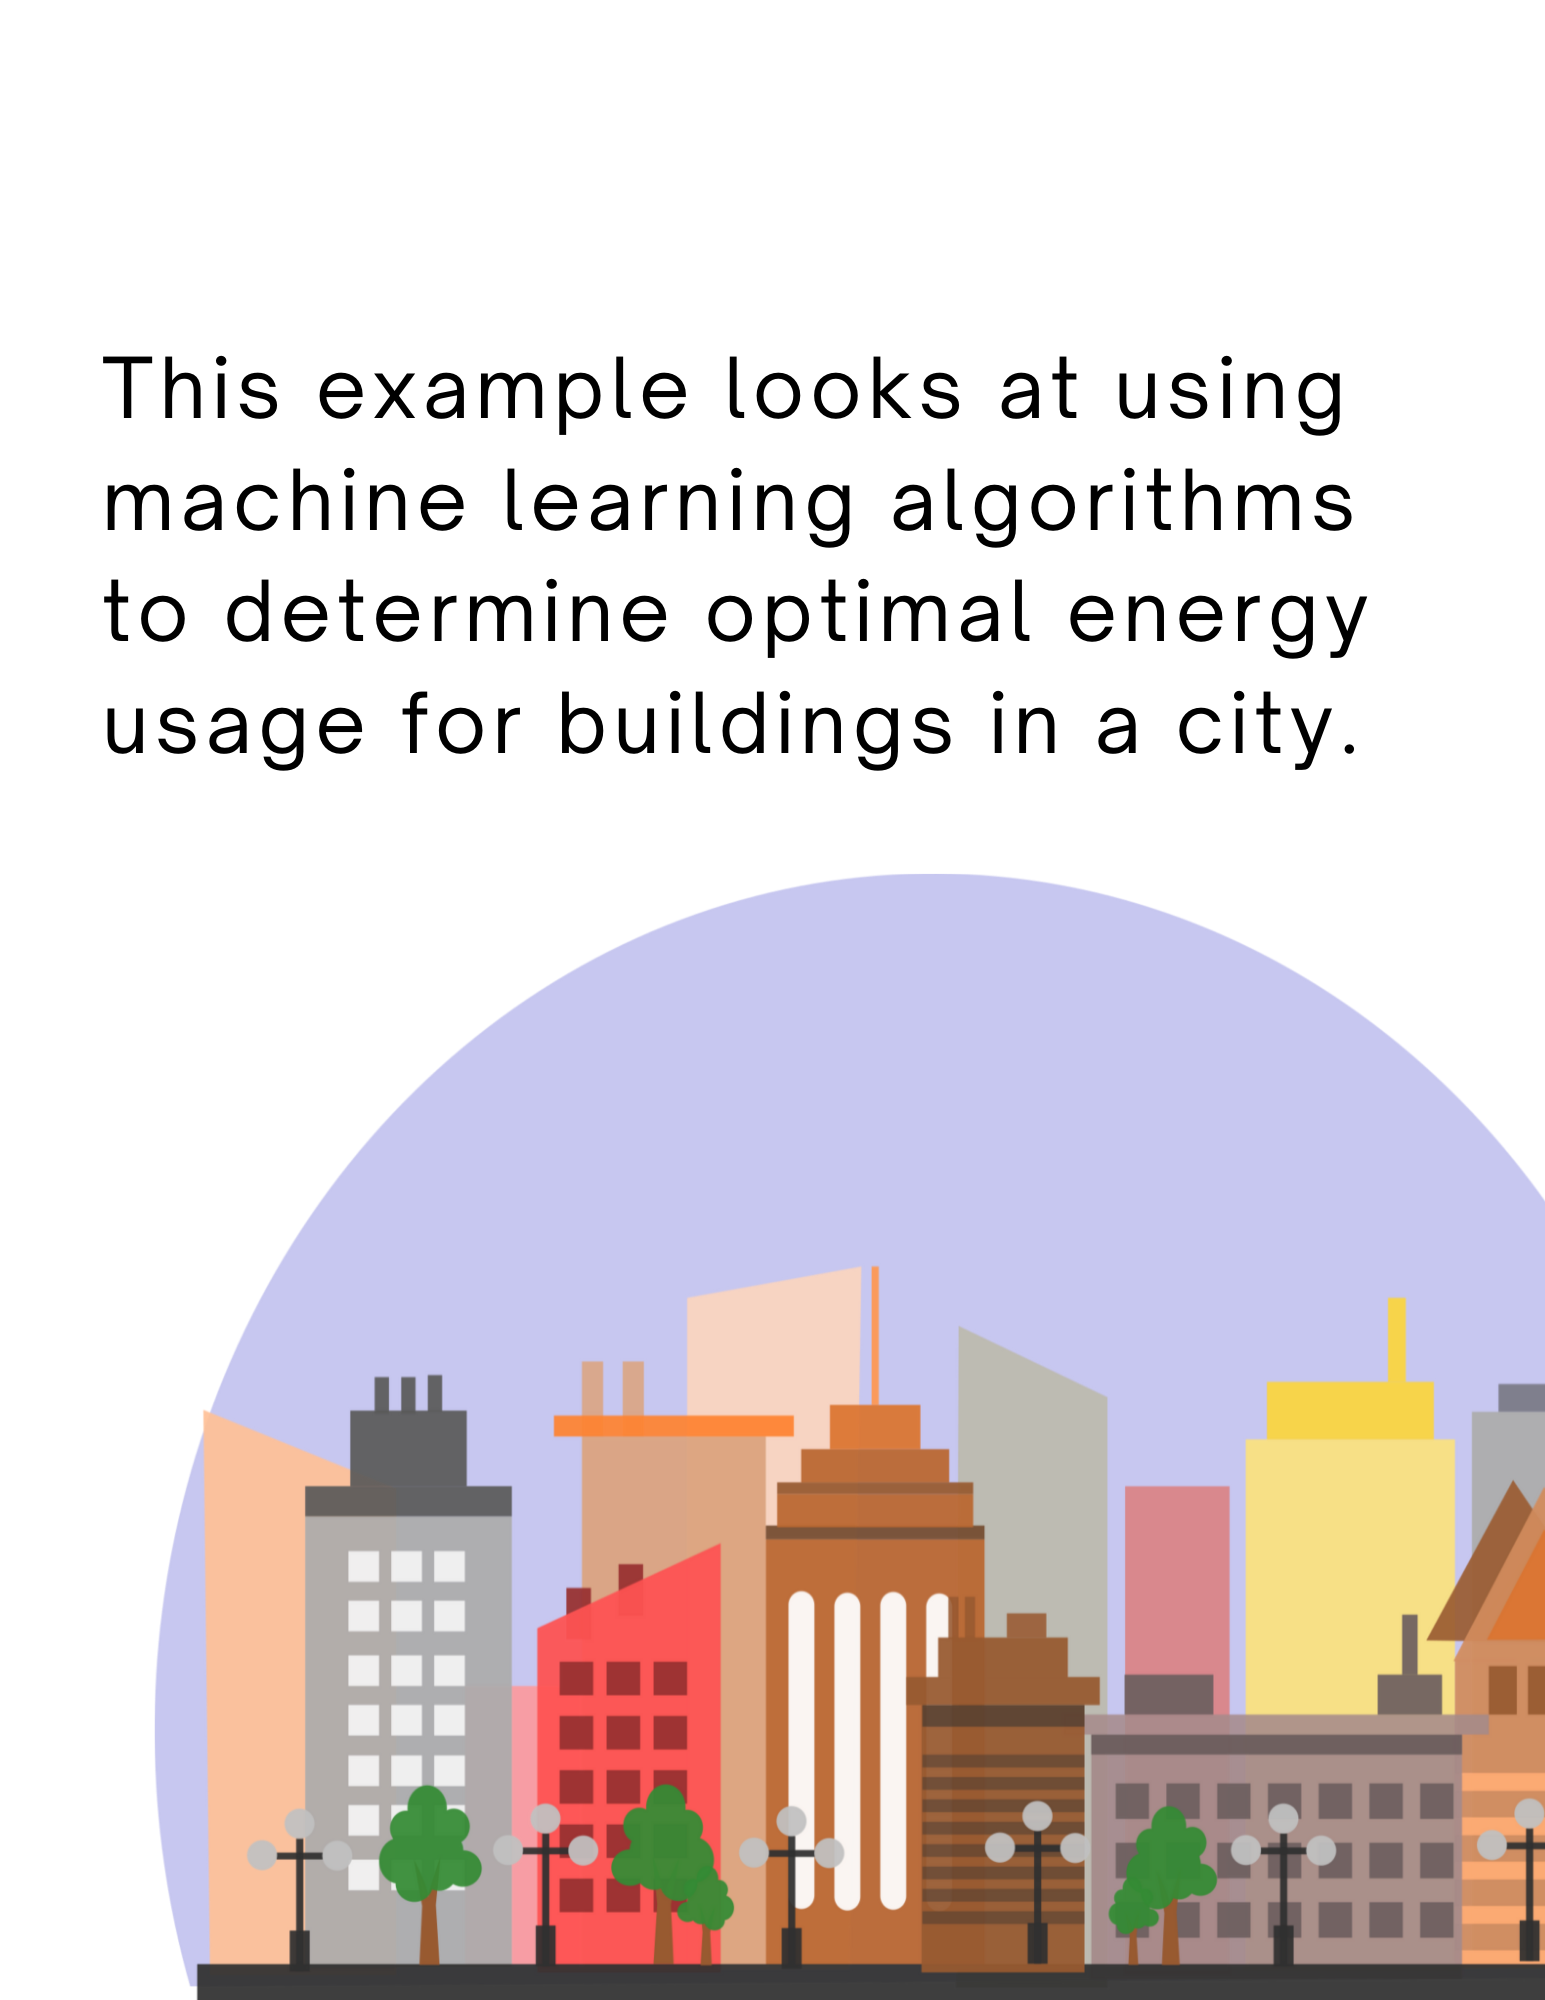 This example looks at using
machine learning algorithms
to determine optimal energy
usage for buildings in a city.